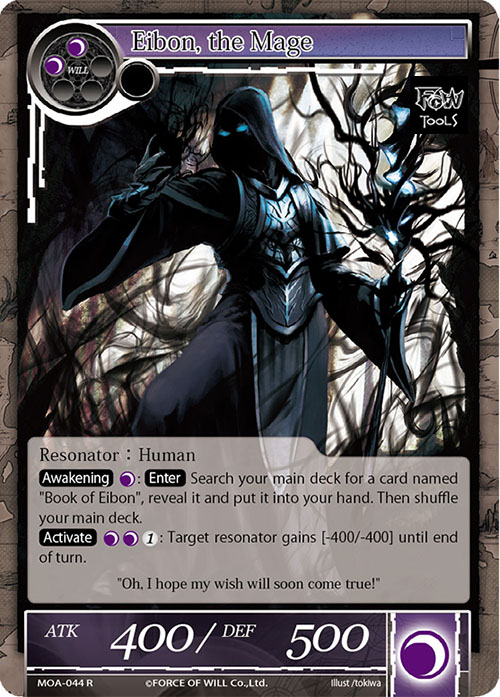 Eibon, the Mage
WILL
FOW
TOOLS
Resonator : Human
Awakening : Enter Search your main deck for a card named
"Book of Eibon", reveal it and put it into your hand. Then shuffle
your main deck.
Activate 1 : Target resonator gains [-400/-400] until end
of turn.
"Oh, I hope my wish will soon come true!"
ATK 400 / DEF 500
MOA-044 R ©FORCE OF WILL Co.,Ltd. Illust /tokiwa